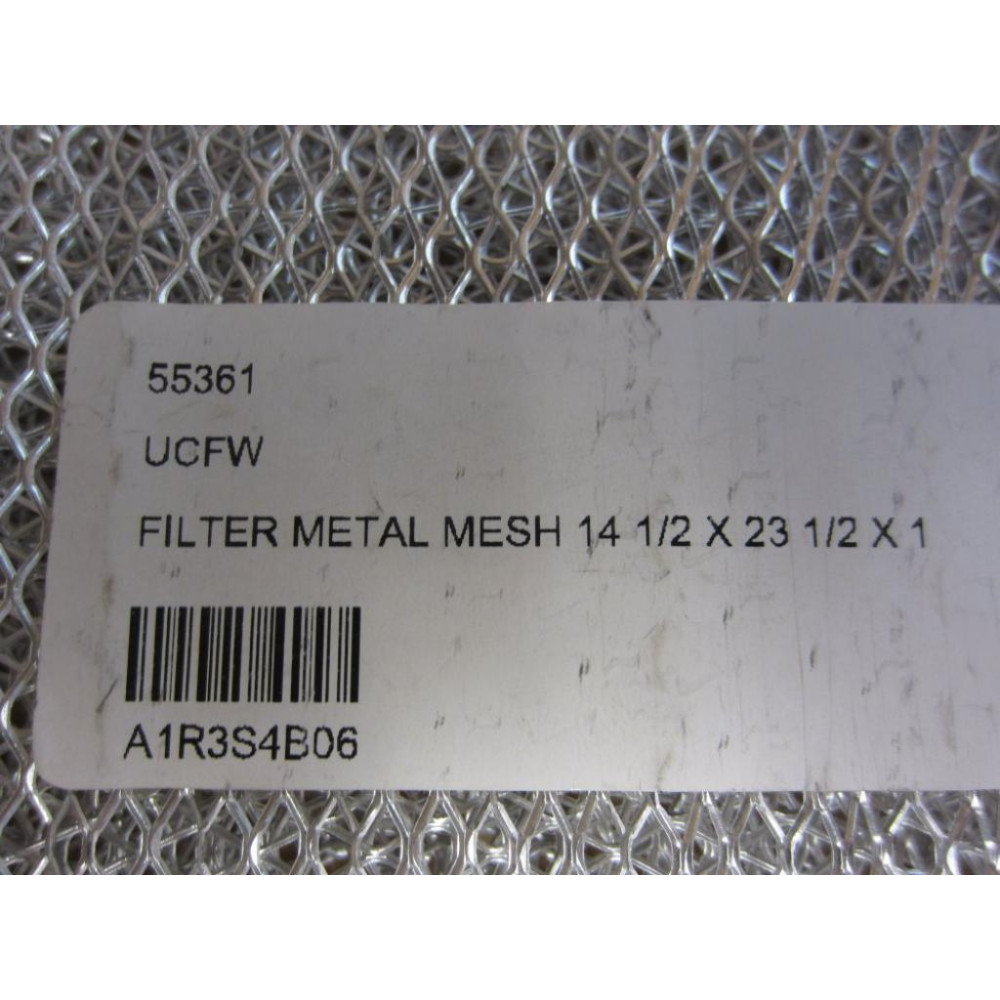 55361
UCFW
FILTER METAL MESH 14 1/2 X 23 1/2 X 1
A1R3S4B06